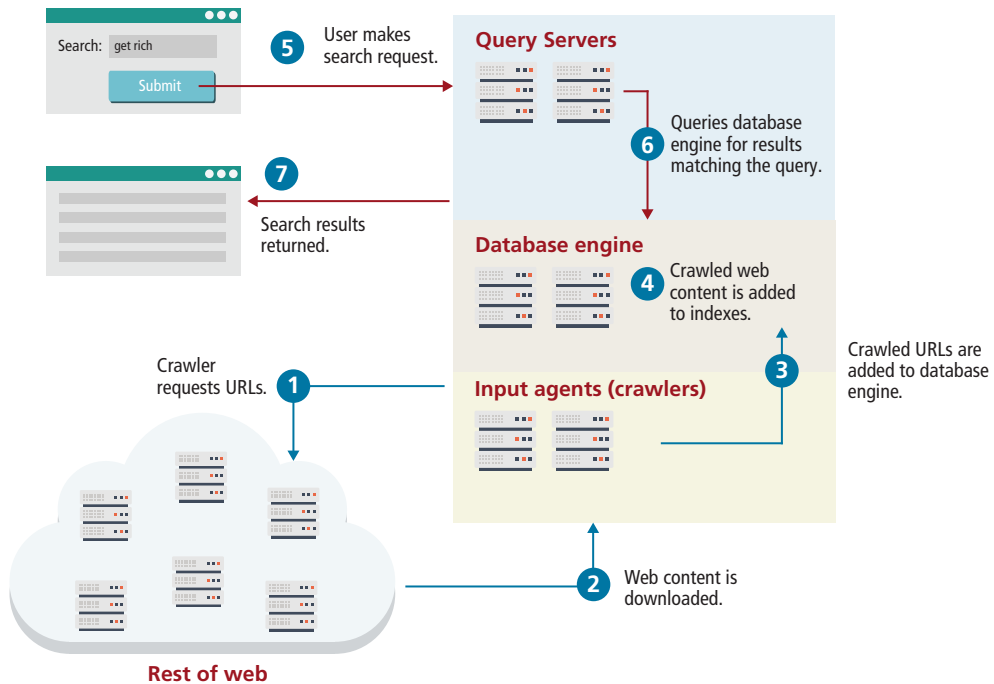 Search:
get rich
Submit
5
User makes
search request.
Query Servers
6
Queries database
engine for results
matching the query.
7
Search results
returned.
Database engine
4
Crawled web
content is added
to indexes.
3
Crawled URLs are
added to database
engine.
Crawler
requests URLs.
1
Input agents (crawlers)
2
Web content is
downloaded.
Rest of web